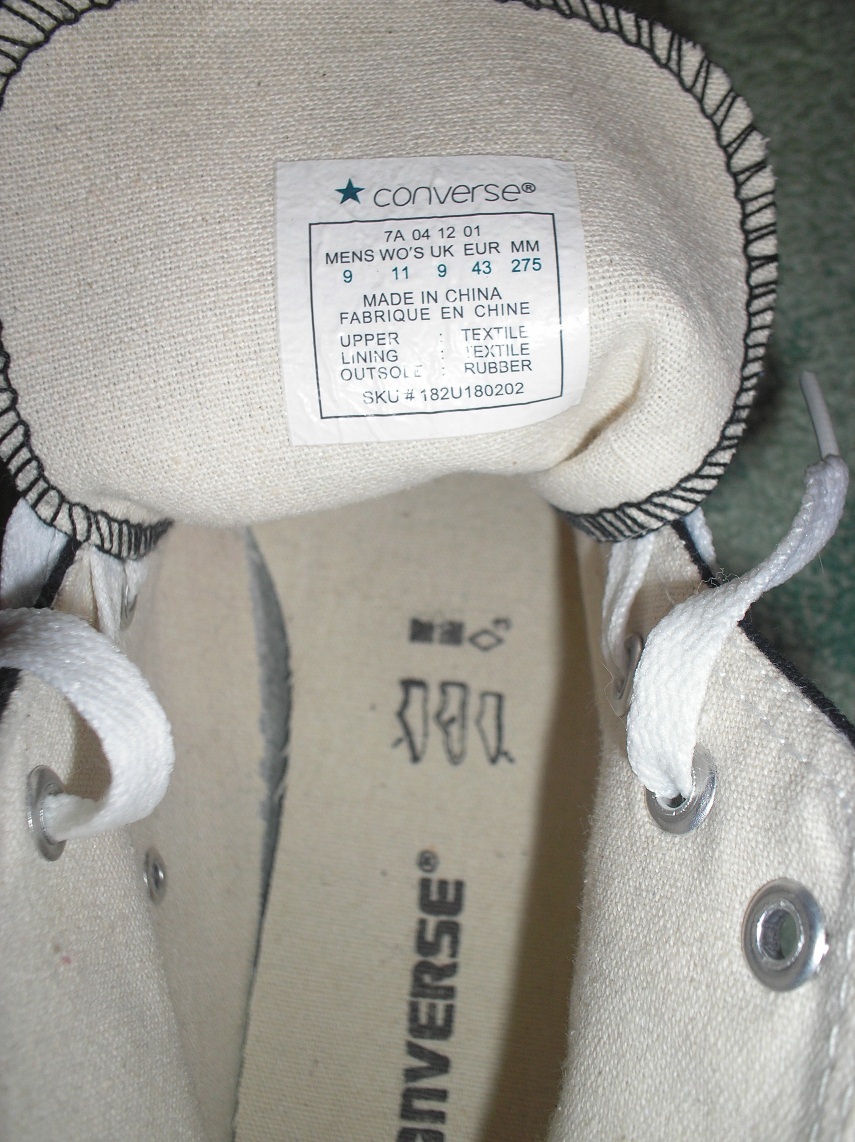 converse®
7A 04 12 01
MENS WO'S UK EUR MM
9 11 9 43 275
MADE IN CHINA
FABRIQUE EN CHINE
UPPER : TEXTILE
LINING : TEXTILE
OUTSOLE : RUBBER
SKU # 182U180202
NVERSE®